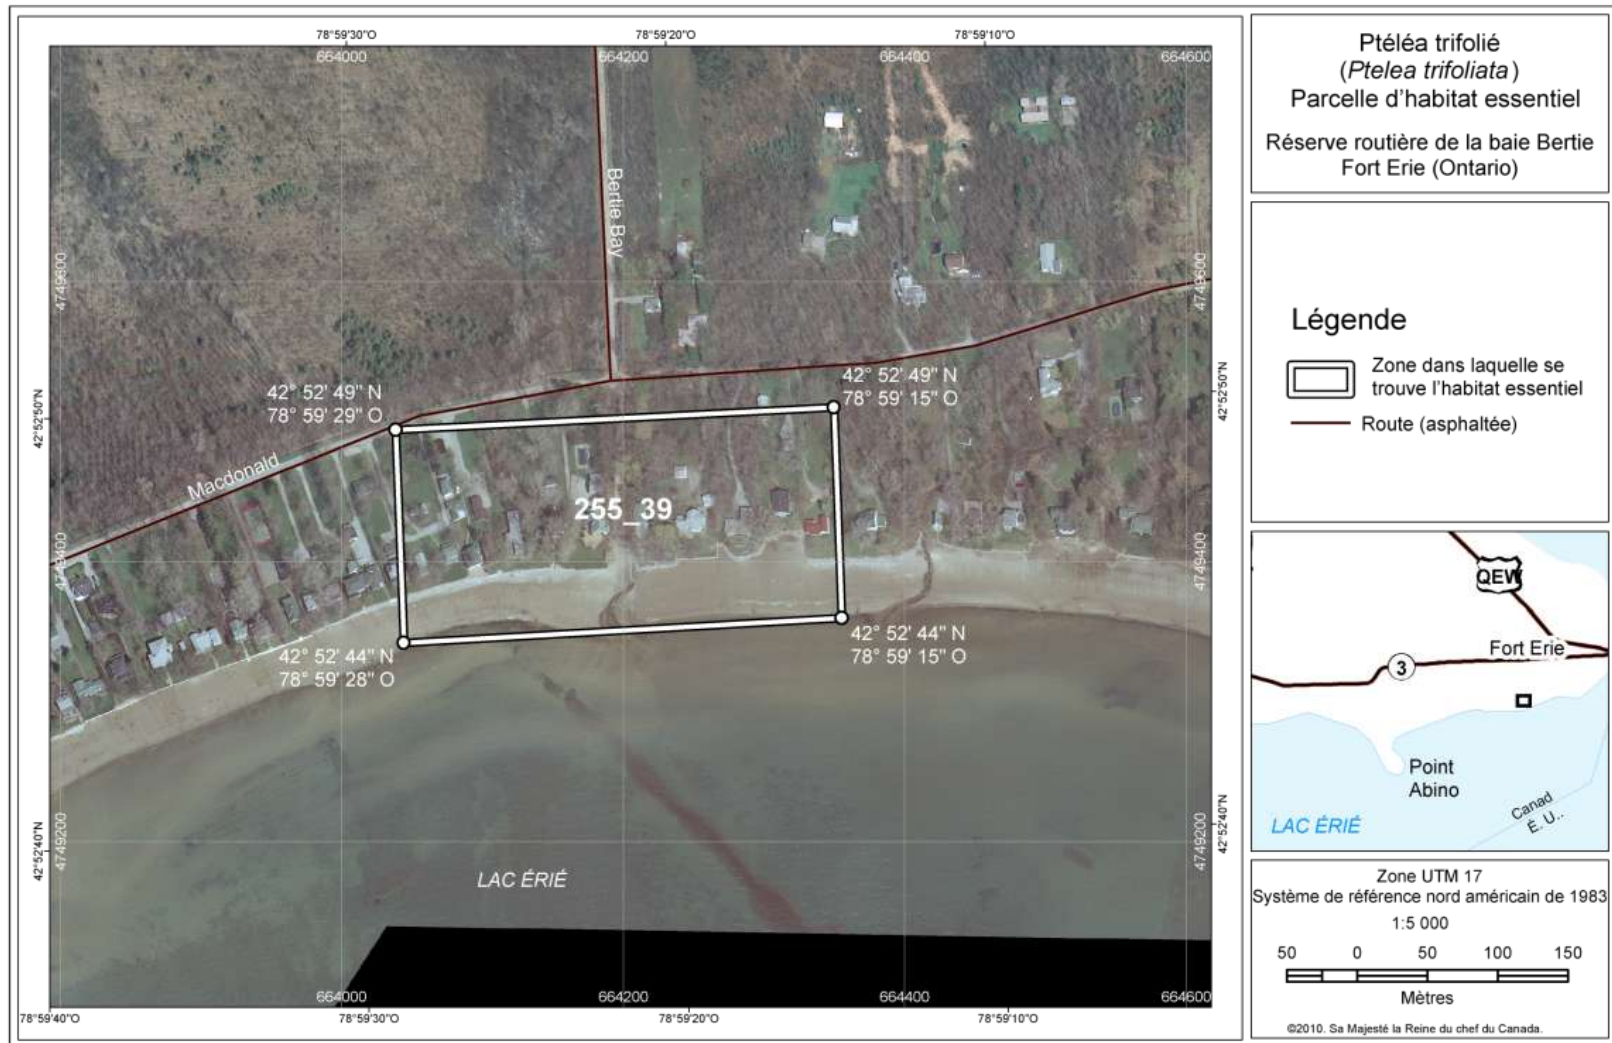 78°59'30"O
78°59'20"O
78°59'10"O
664000
664200
664400
664600
Bertie Bay
4749600
4749600
42° 52' 49" N
78° 59' 29" O
42° 52' 49" N
78° 59' 15" O
42°52'50"N
42°52'50"N
Macdonald
255_39
4749400
4749400
42° 52' 44" N
78° 59' 28" O
42° 52' 44" N
78° 59' 15" O
42°52'40"N
4749200
4749200
42°52'40"N
LAC ÉRIÉ
664000
664200
664400
664600
78°59'40"O
78°59'30"O
78°59'20"O
78°59'10"O
Ptéléa trifolié
(Ptelea trifoliata)
Parcelle d'habitat essentiel
Réserve routière de la baie Bertie
Fort Erie (Ontario)
Légende
Zone dans laquelle se
trouve l'habitat essentiel
Route (asphaltée)
QEW
Fort Erie
3
Point
Abino
Canad
É. U..
LAC ÉRIÉ
Zone UTM 17
Système de référence nord américain de 1983
1:5 000
50 0 50 100 150
Mètres
©2010. Sa Majesté la Reine du chef du Canada.